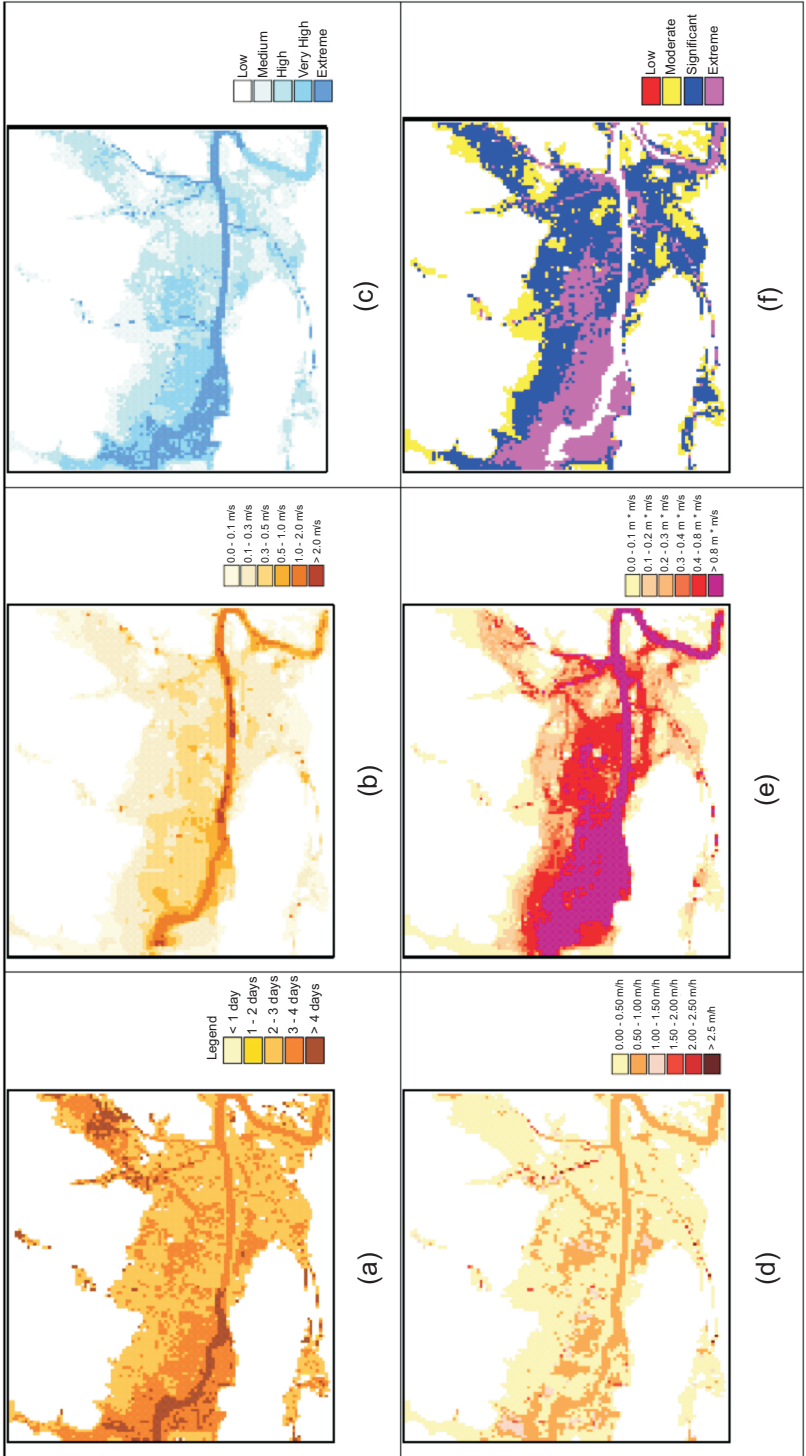 Legend
< 1 day
1 - 2 days
2 - 3 days
3 - 4 days
> 4 days
(a)
0.0 - 0.1 m/s
0.1 - 0.3 m/s
0.3 - 0.5 m/s
0.5 - 1.0 m/s
1.0 - 2.0 m/s
> 2.0 m/s
(b)
Low
Medium
High
Very High
Extreme
(c)
0.00 - 0.50 m/h
0.50 - 1.00 m/h
1.00 - 1.50 m/h
1.50 - 2.00 m/h
2.00 - 2.50 m/h
> 2.5 m/h
(d)
0.0 - 0.1 m * m/s
0.1 - 0.2 m * m/s
0.2 - 0.3 m * m/s
0.3 - 0.4 m * m/s
0.4 - 0.8 m * m/s
> 0.8 m * m/s
(e)
Low
Moderate
Significant
Extreme
(f)